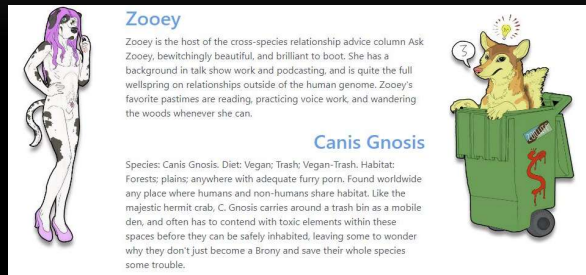 Zooey
Zooey is the host of the cross-species relationship advice column Ask
Zooey, bewitchingly beautiful, and brilliant to boot. She has a
background in talk show work and podcasting, and is quite the full
wellspring on relationships outside of the human genome. Zooey's
favorite pastimes are reading, practicing voice work, and wandering
the woods whenever she can.
Canis Gnosis
Species: Canis Gnosis. Diet: Vegan; Trash; Vegan-Trash. Habitat:
Forests; plains; anywhere with adequate furry porn. Found worldwide
any place where humans and non-humans share habitat. Like the
majestic hermit crab, C. Gnosis carries around a trash bin as a mobile
den, and often has to contend with toxic elements within these
spaces before they can be safely inhabited, leaving some to wonder
why they don't just become a Brony and save their whole species
some trouble.